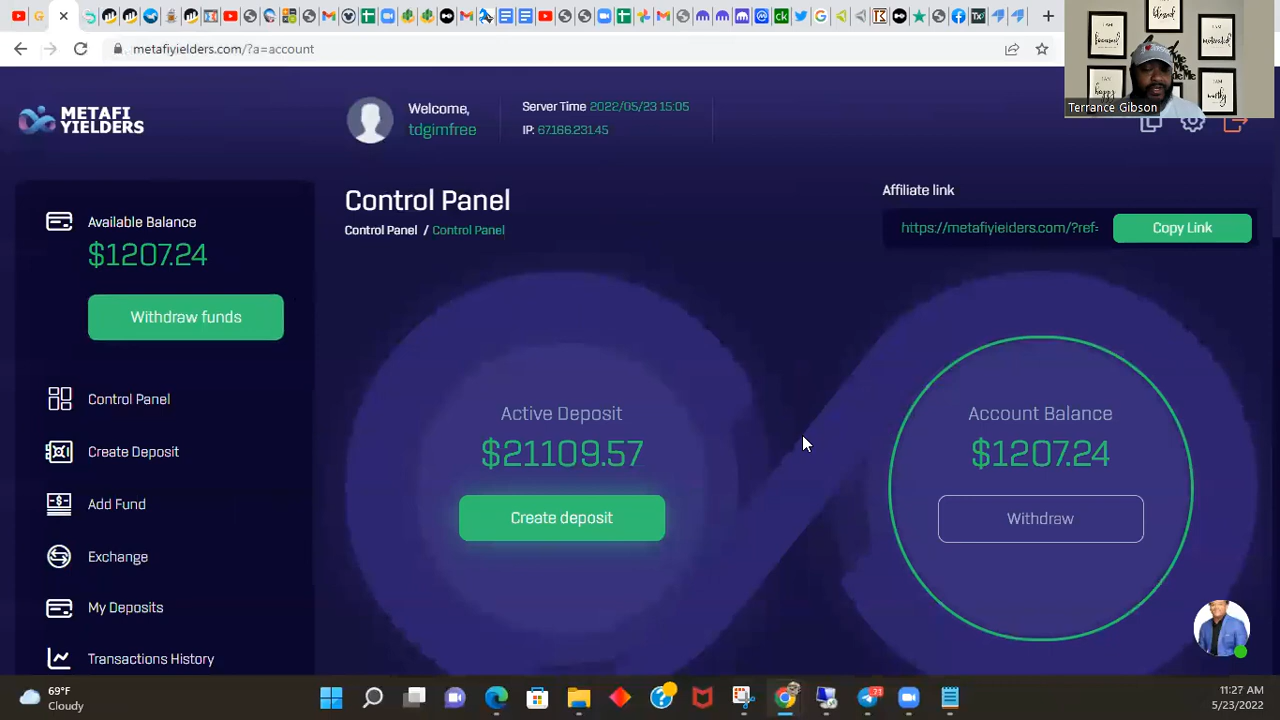 metafiyielders.com/?a=account
Terrance Gibson
METAFI
YIELDERS
Welcome,
tdgimfree
Server Time 2022/05/23 15:05
IP: 67.166.231.45
Available Balance
$1207.24
Withdraw funds
Control Panel
Create Deposit
Add Fund
Exchange
My Deposits
Transactions History
Control Panel
Control Panel / Control Panel
Affiliate link
https://metafiyielders.com/?ref=
Copy Link
Active Deposit
$21109.57
Create deposit
Account Balance
$1207.24
Withdraw
69°F
Cloudy
11:27 AM
5/23/2022